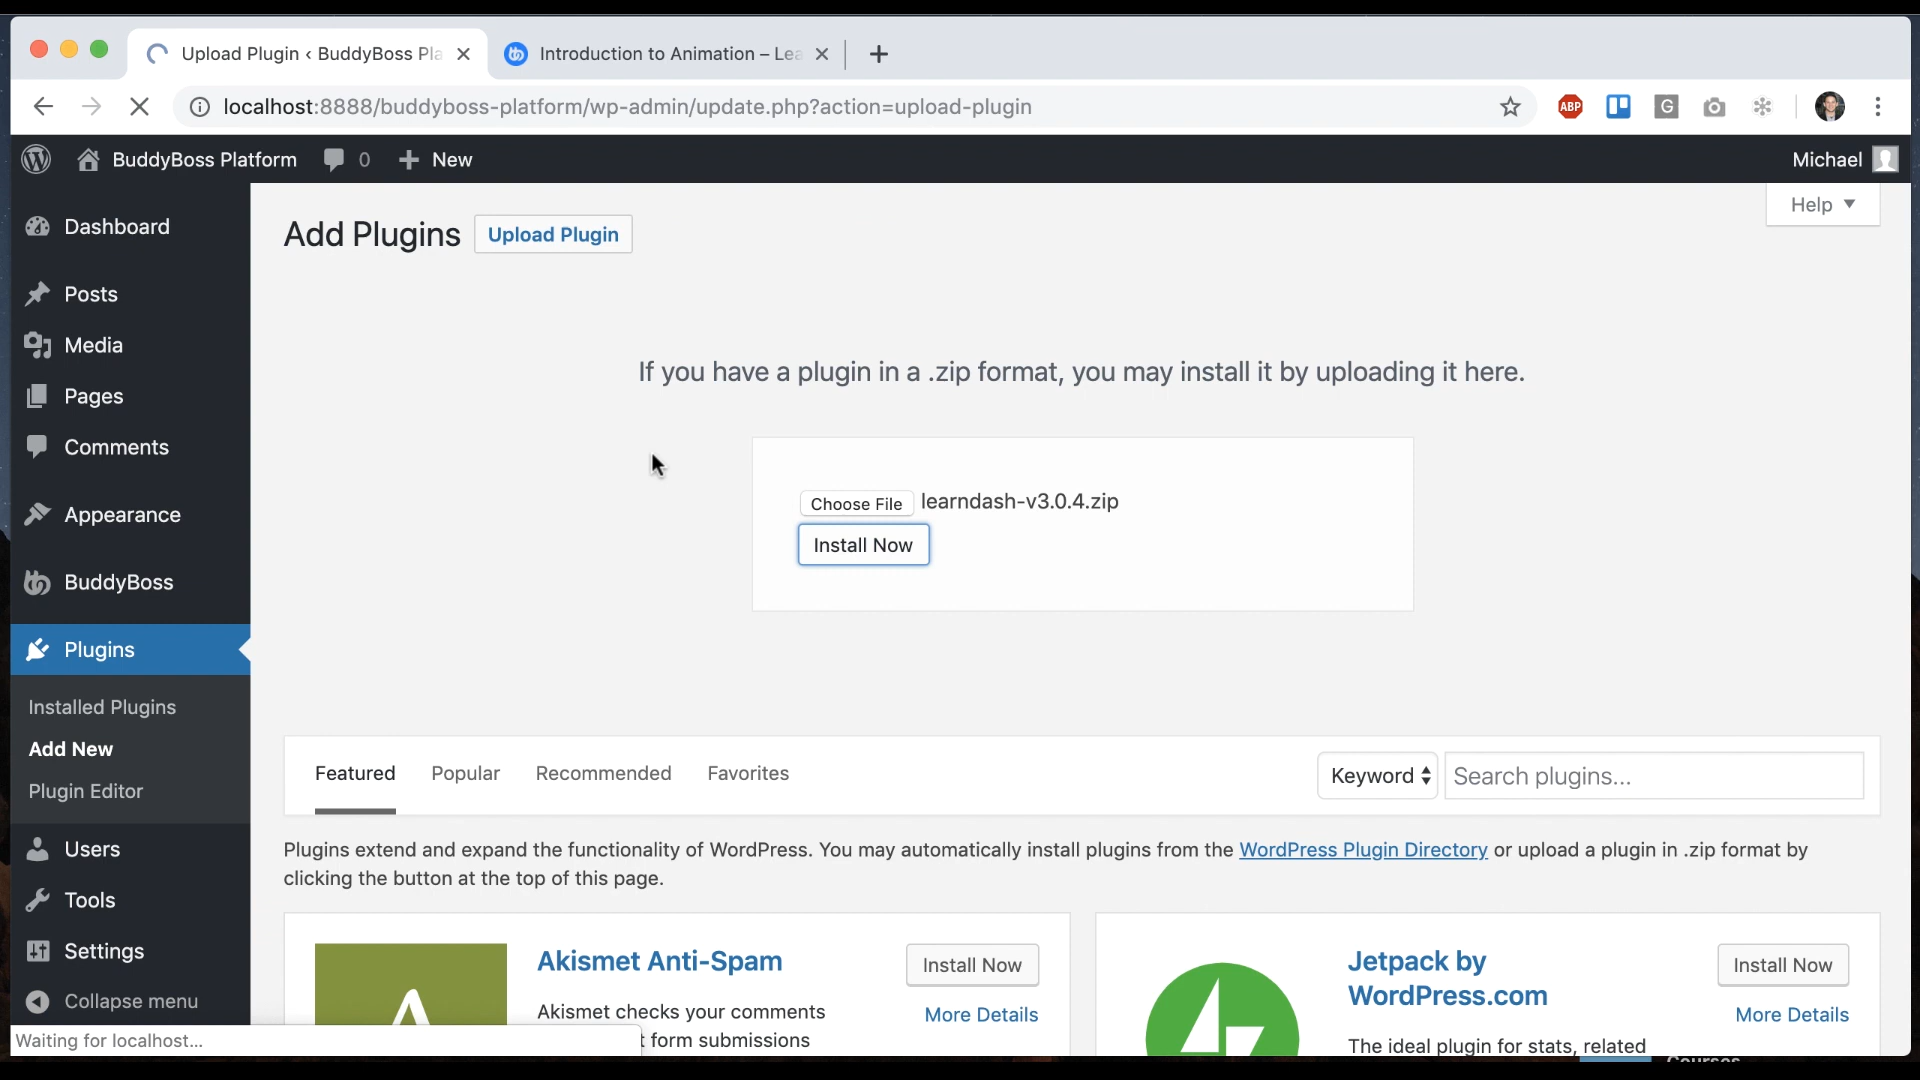 Upload Plugin ‹ BuddyBoss Pla
Introduction to Animation – Lea
localhost:8888/buddyboss-platform/wp-admin/update.php?action=upload-plugin
ABP
G
BuddyBoss Platform
0
New
Michael
Help
Dashboard
Posts
Media
Pages
Comments
Appearance
BuddyBoss
Plugins
Installed Plugins
Add New
Plugin Editor
Users
Tools
Settings
Collapse menu
Waiting for localhost...
Add Plugins
Upload Plugin
If you have a plugin in a .zip format, you may install it by uploading it here.
Choose File learndash-v3.0.4.zip
Install Now
Featured Popular Recommended Favorites
Keyword
Search plugins...
Plugins extend and expand the functionality of WordPress. You may automatically install plugins from the WordPress Plugin Directory or upload a plugin in .zip format by
clicking the button at the top of this page.
Akismet Anti-Spam
Install Now
More Details
Akismet checks your comments
t form submissions
Jetpack by
WordPress.com
Install Now
More Details
The ideal plugin for stats, related
Courses